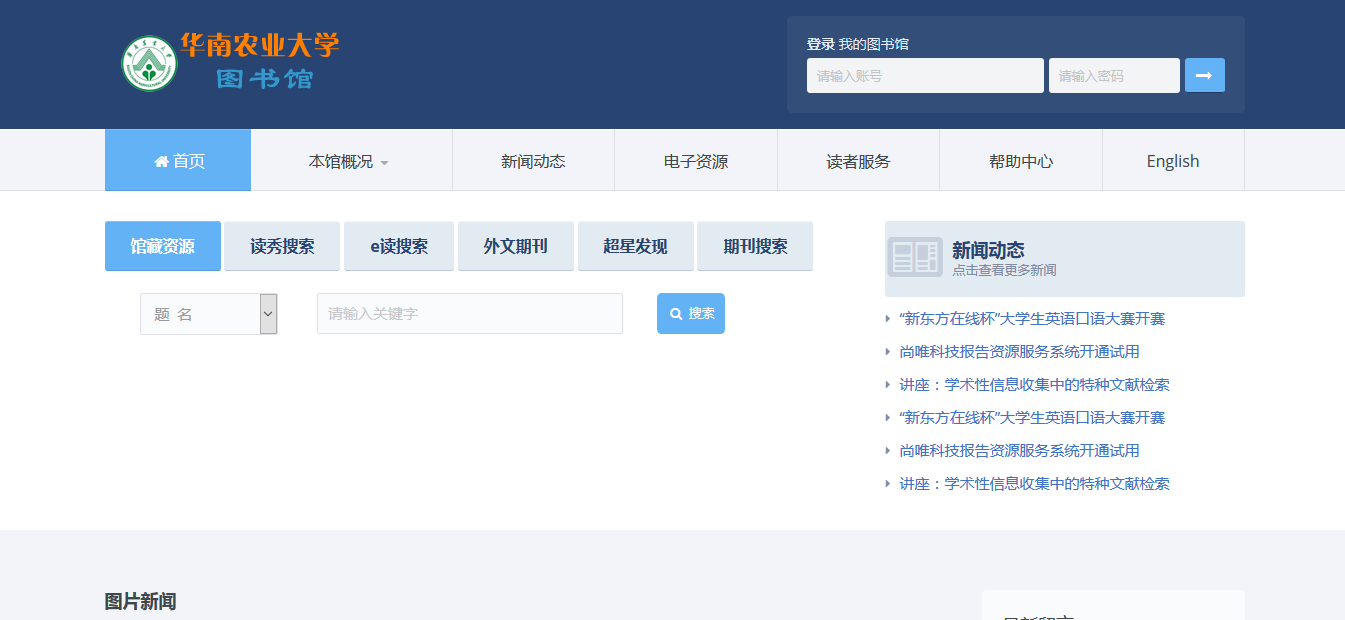 华南农业大学
图书馆
登录 我的图书馆
请输入账号 请输入密码
首页 本馆概况 新闻动态 电子资源 读者服务 帮助中心 English
馆藏资源 读秀搜索 e读搜索 外文期刊 超星发现 期刊搜索
题 名 请输入关键字 搜索
新闻动态
点击查看更多新闻
“新东方在线杯”大学生英语口语大赛开赛
尚唯科技报告资源服务系统开通试用
讲座：学术性信息收集中的特种文献检索
“新东方在线杯”大学生英语口语大赛开赛
尚唯科技报告资源服务系统开通试用
讲座：学术性信息收集中的特种文献检索
图片新闻